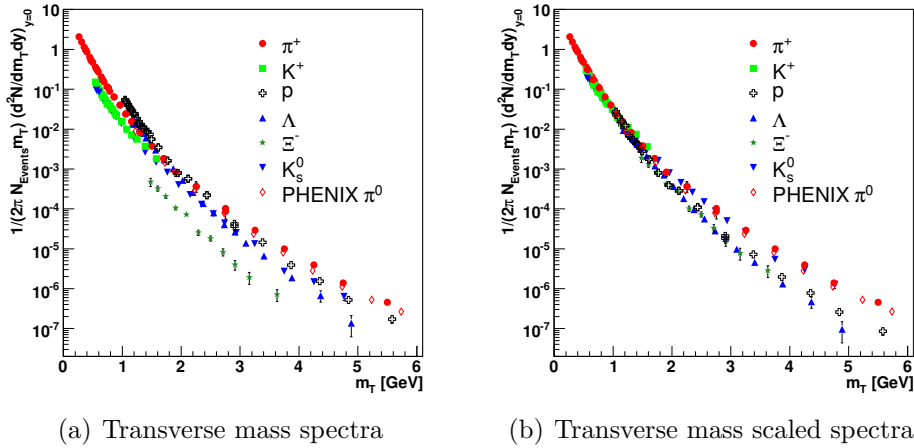 1/(2π N_Events m_T) (d²N/dm_T dy)_y=0
10
1
10⁻¹
10⁻²
10⁻³
10⁻⁴
10⁻⁵
10⁻⁶
10⁻⁷
π⁺
K⁺
p
Λ
Ξ⁻
K⁰_s
PHENIX π⁰
0 1 2 3 4 5 6
m_T [GeV]
(a) Transverse mass spectra
1/(2π N_Events m_T) (d²N/dm_T dy)_y=0
10
1
10⁻¹
10⁻²
10⁻³
10⁻⁴
10⁻⁵
10⁻⁶
10⁻⁷
π⁺
K⁺
p
Λ
Ξ⁻
K⁰_s
PHENIX π⁰
0 1 2 3 4 5 6
m_T [GeV]
(b) Transverse mass scaled spectra